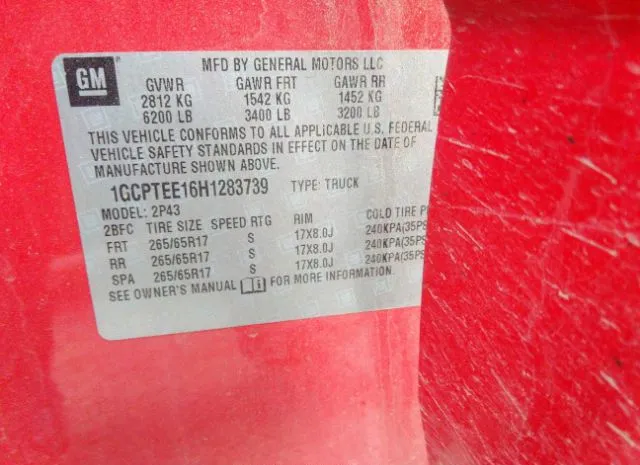 GM
MFD BY GENERAL MOTORS LLC
GVWR GAWR FRT GAWR RR
2812 KG 1542 KG 1452 KG
6200 LB 3400 LB 3200 LB
THIS VEHICLE CONFORMS TO ALL APPLICABLE U.S. FEDERAL
VEHICLE SAFETY STANDARDS IN EFFECT ON THE DATE OF
MANUFACTURE SHOWN ABOVE.
1GCPTEE16H1283739 TYPE: TRUCK
MODEL: 2P43
2BFC TIRE SIZE SPEED RTG RIM COLD TIRE P
FRT 265/65R17 S 17X8.0J 240KPA(35PS
RR 265/65R17 S 17X8.0J 240KPA(35PS
SPA 265/65R17 S 17X8.0J 240KPA(35PS
SEE OWNER'S MANUAL FOR MORE INFORMATION.